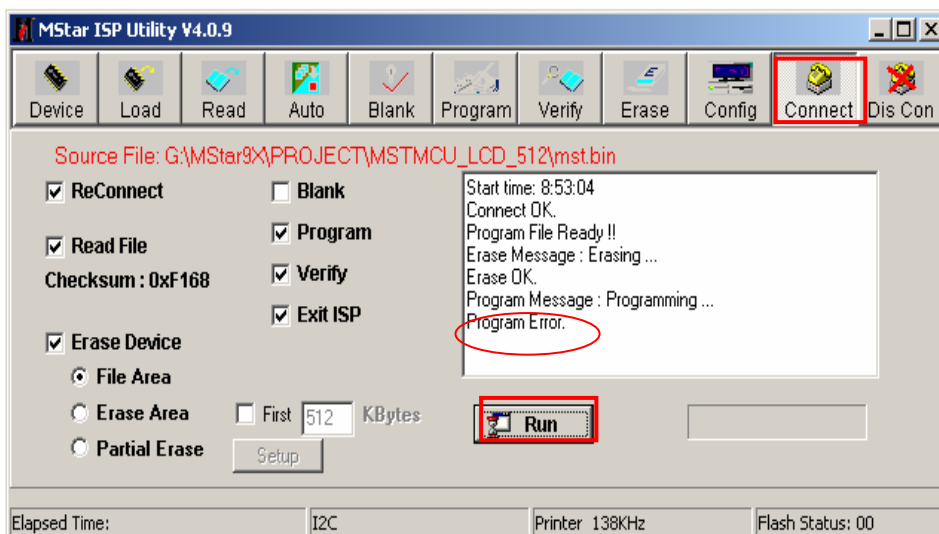 MStar ISP Utility V4.0.9
Device Load Read Auto Blank Program Verify Erase Config Connect Dis Con
Source File: G:\MStar9X\PROJECT\MSTMCU_LCD_512\mst.bin
ReConnect
Read File
Checksum : 0xF168
Erase Device
File Area
Erase Area
Partial Erase
First 512 KBytes
Setup
Blank
Program
Verify
Exit ISP
Start time: 8:53:04
Connect OK.
Program File Ready !!
Erase Message : Erasing ...
Erase OK.
Program Message : Programming ...
Program Error.
Run
Elapsed Time: I2C Printer 138KHz Flash Status: 00